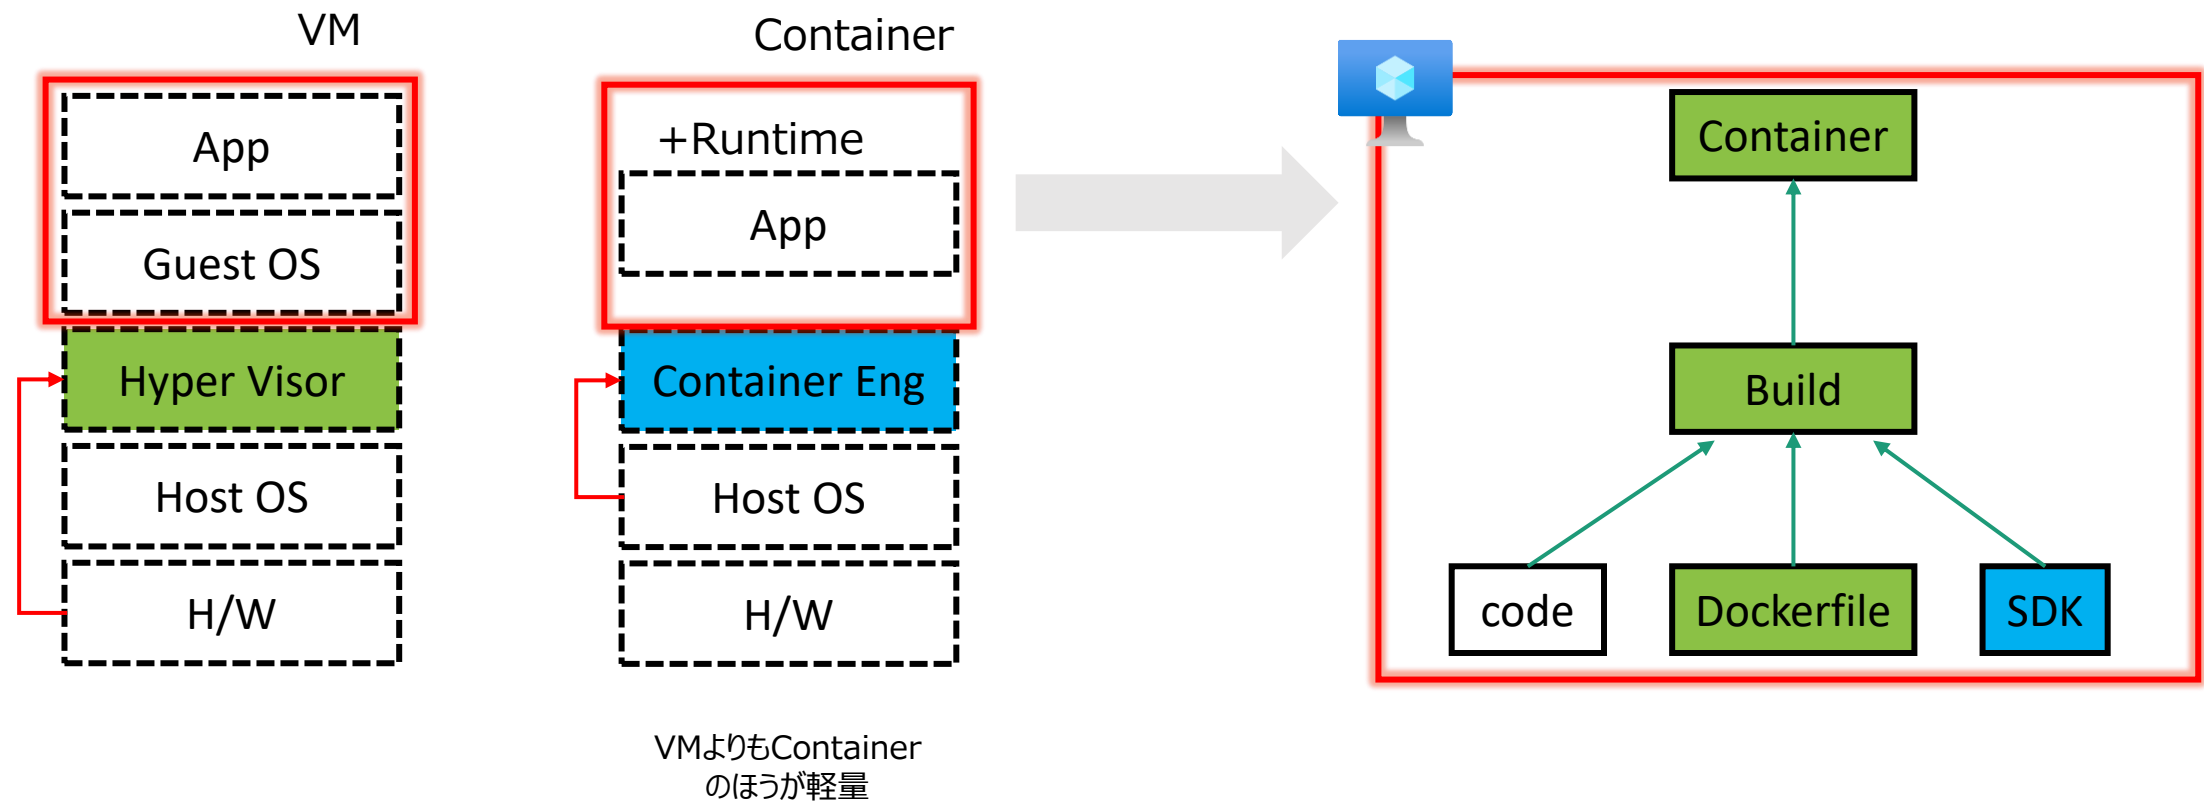 VM
App
Guest OS
Hyper Visor
Host OS
H/W
Container
+Runtime
App
Container Eng
Host OS
H/W
VMよりもContainer
のほうが軽量
Container
Build
code
Dockerfile
SDK